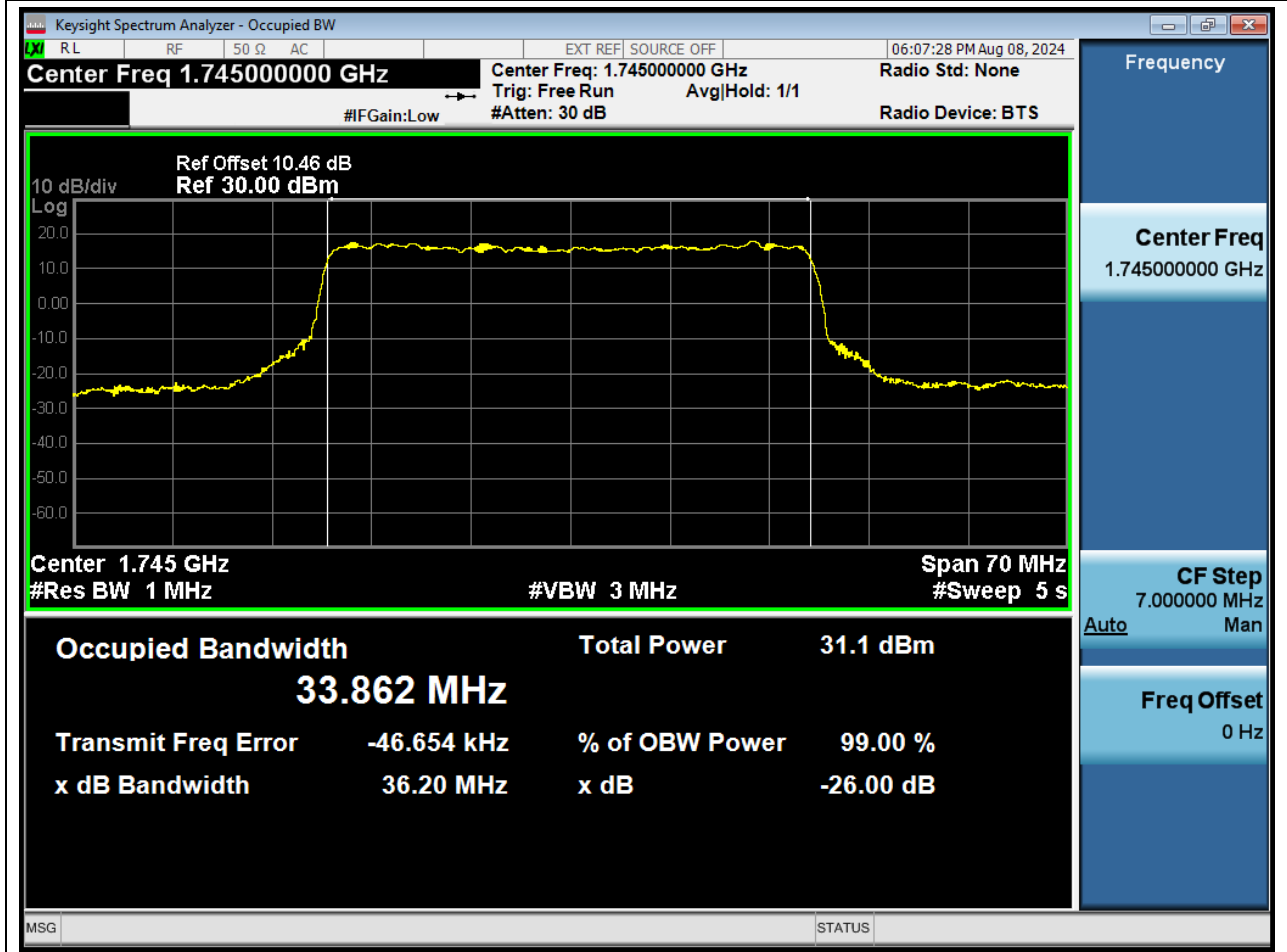 Keysight Spectrum Analyzer - Occupied BW
LXI RL RF 50 Ω AC EXT REF SOURCE OFF 06:07:28 PM Aug 08, 2024
Center Freq 1.745000000 GHz
Center Freq: 1.745000000 GHz
Radio Std: None
Trig: Free Run Avg|Hold: 1/1
#IFGain:Low
#Atten: 30 dB
Radio Device: BTS
Ref Offset 10.46 dB
10 dB/div Ref 30.00 dBm
Log
20.0
10.0
0.00
-10.0
-20.0
-30.0
-40.0
-50.0
-60.0
Center 1.745 GHz Span 70 MHz
#Res BW 1 MHz #VBW 3 MHz #Sweep 5 s
Occupied Bandwidth Total Power 31.1 dBm
33.862 MHz
Transmit Freq Error -46.654 kHz % of OBW Power 99.00 %
x dB Bandwidth 36.20 MHz x dB -26.00 dB
Frequency
Center Freq
1.745000000 GHz
CF Step
7.000000 MHz
Auto Man
Freq Offset
0 Hz
MSG STATUS